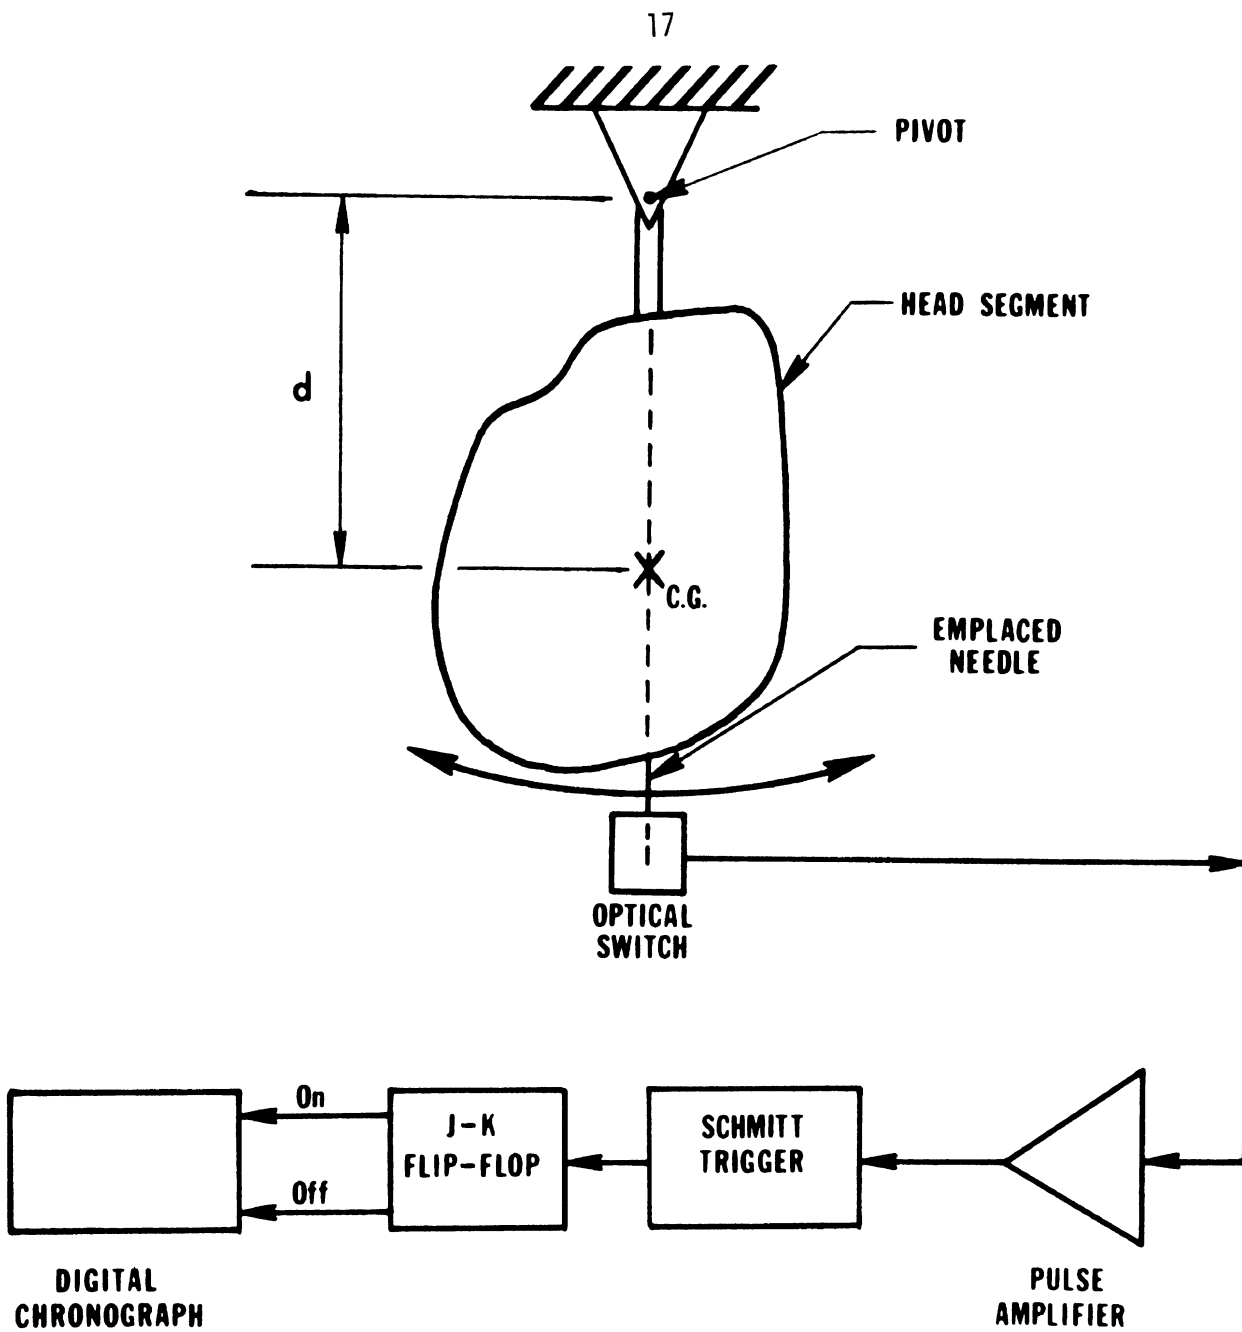 17
PIVOT
HEAD SEGMENT
d
C.G.
EMPLACED
NEEDLE
OPTICAL
SWITCH
On
Off
J-K
FLIP-FLOP
SCHMITT
TRIGGER
DIGITAL
CHRONOGRAPH
PULSE
AMPLIFIER